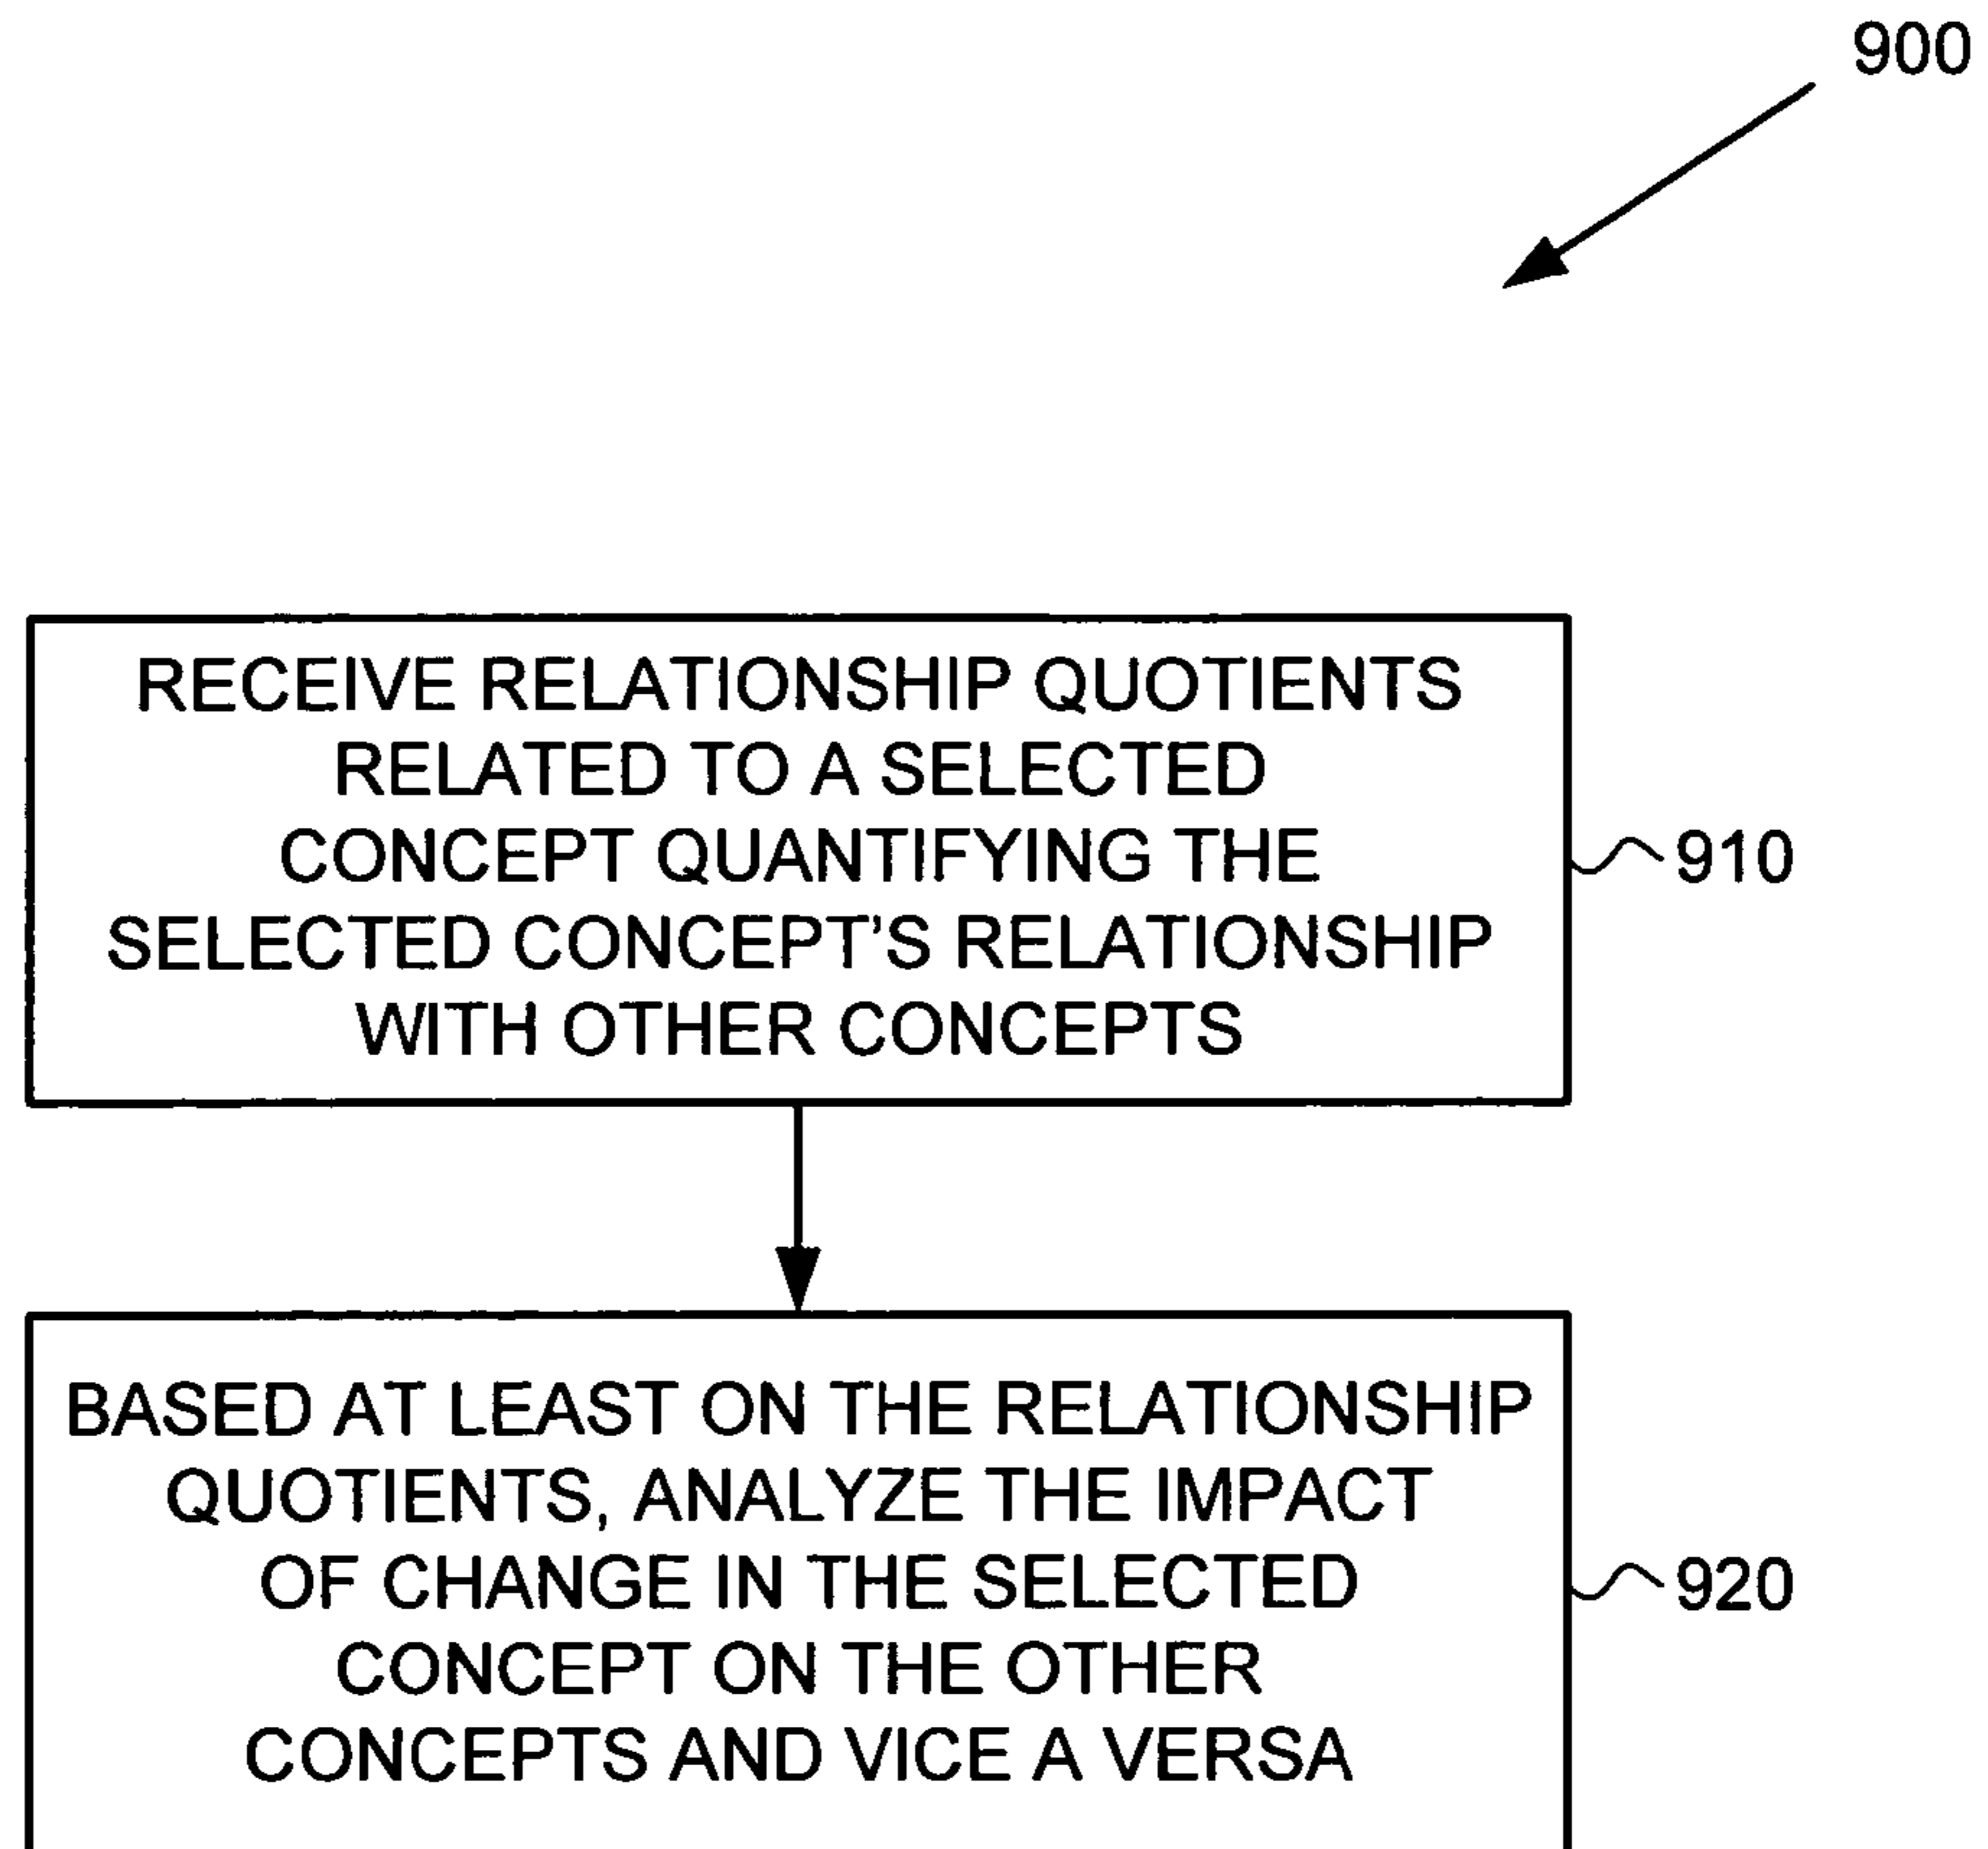 900
RECEIVE RELATIONSHIP QUOTIENTS
RELATED TO A SELECTED
CONCEPT QUANTIFYING THE
SELECTED CONCEPT'S RELATIONSHIP
WITH OTHER CONCEPTS
910
BASED AT LEAST ON THE RELATIONSHIP
QUOTIENTS, ANALYZE THE IMPACT
OF CHANGE IN THE SELECTED
CONCEPT ON THE OTHER
CONCEPTS AND VICE A VERSA
920